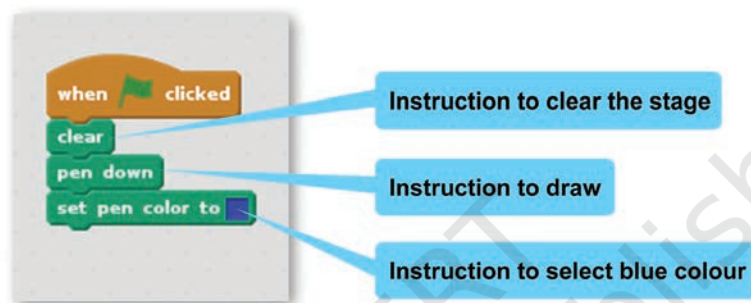 when clicked
clear
pen down
set pen color to
Instruction to clear the stage
Instruction to draw
Instruction to select blue colour